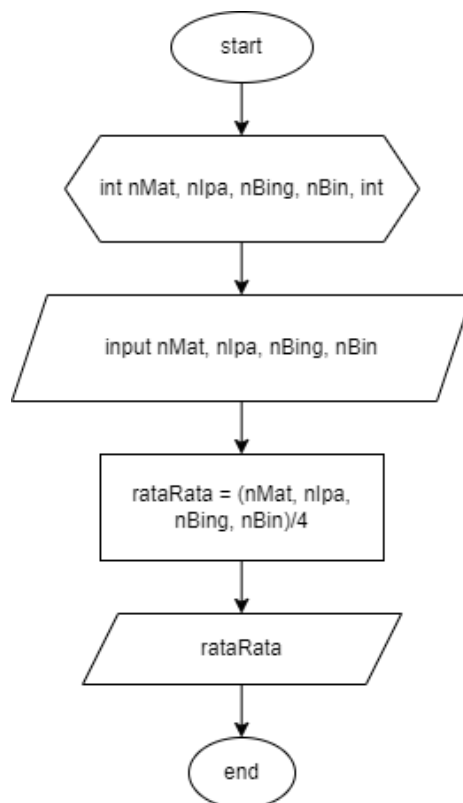 start
int nMat, nIpa, nBing, nBin, int
input nMat, nIpa, nBing, nBin
rataRata = (nMat, nIpa,
nBing, nBin)/4
rataRata
end